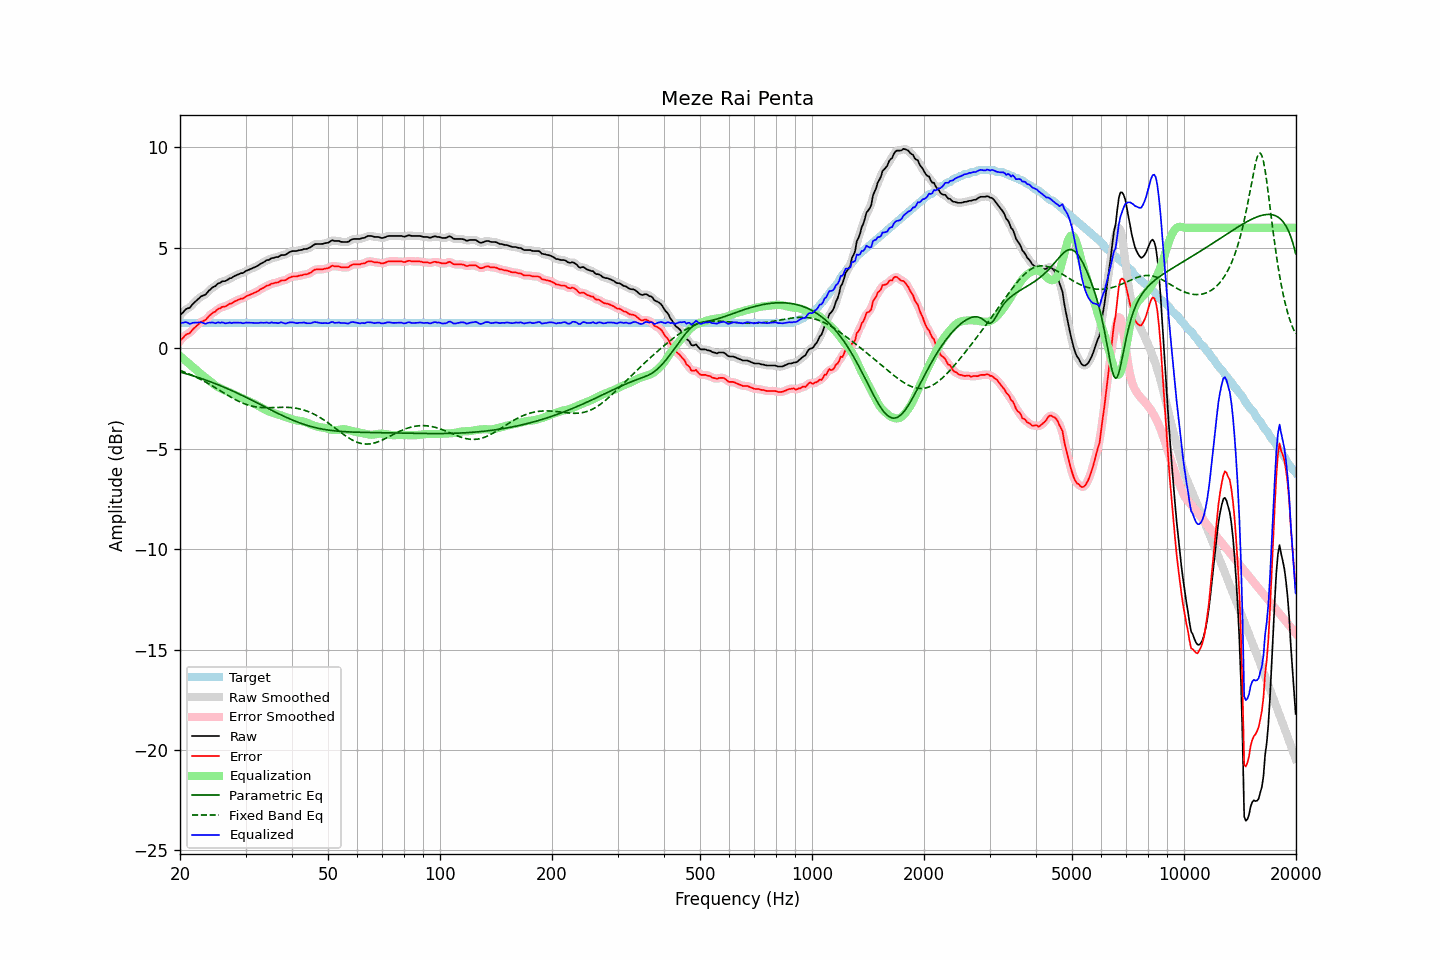 Meze Rai Penta
Amplitude (dBr)
10
5
0
−5
−10
−15
−20
−25
Target
Raw Smoothed
Error Smoothed
Raw
Error
Equalization
Parametric Eq
Fixed Band Eq
Equalized
20 50 100 200 500 1000 2000 5000 10000 20000
Frequency (Hz)